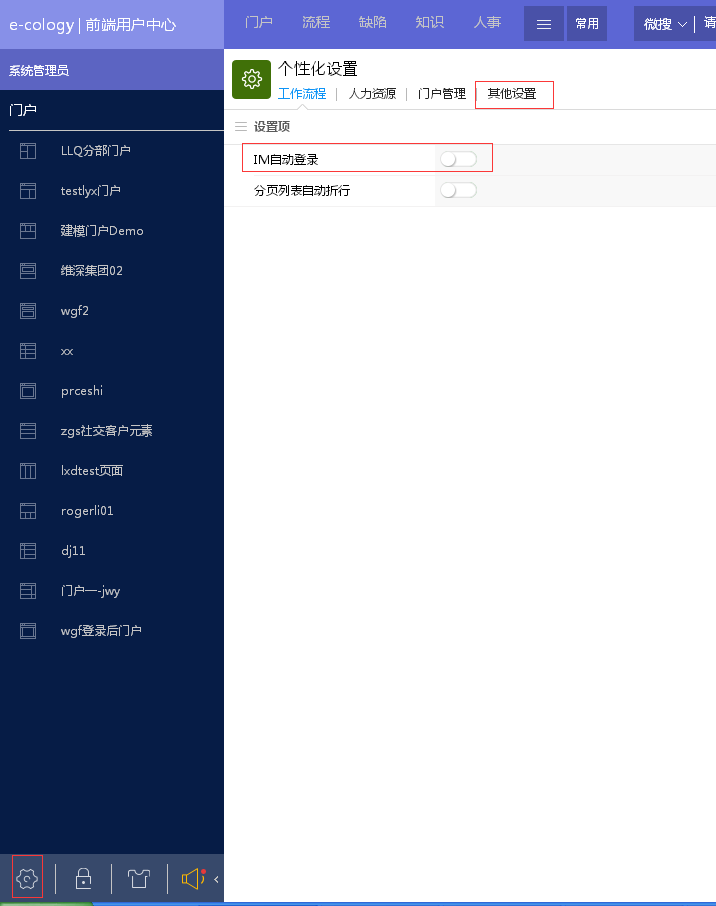 e-cology | 前端用户中心
门户 流程 缺陷 知识 人事 常用 微搜 请
系统管理员
个性化设置
工作流程 人力资源 门户管理 其他设置
门户
设置项
IM自动登录
分页列表自动折行
LLQ分部门户
testlyx门户
建模门户Demo
维深集团02
wgf2
xx
prceshi
zgs社交客户元素
lxdtest页面
rogerli01
dj11
门户一-jwy
wgf登录后门户